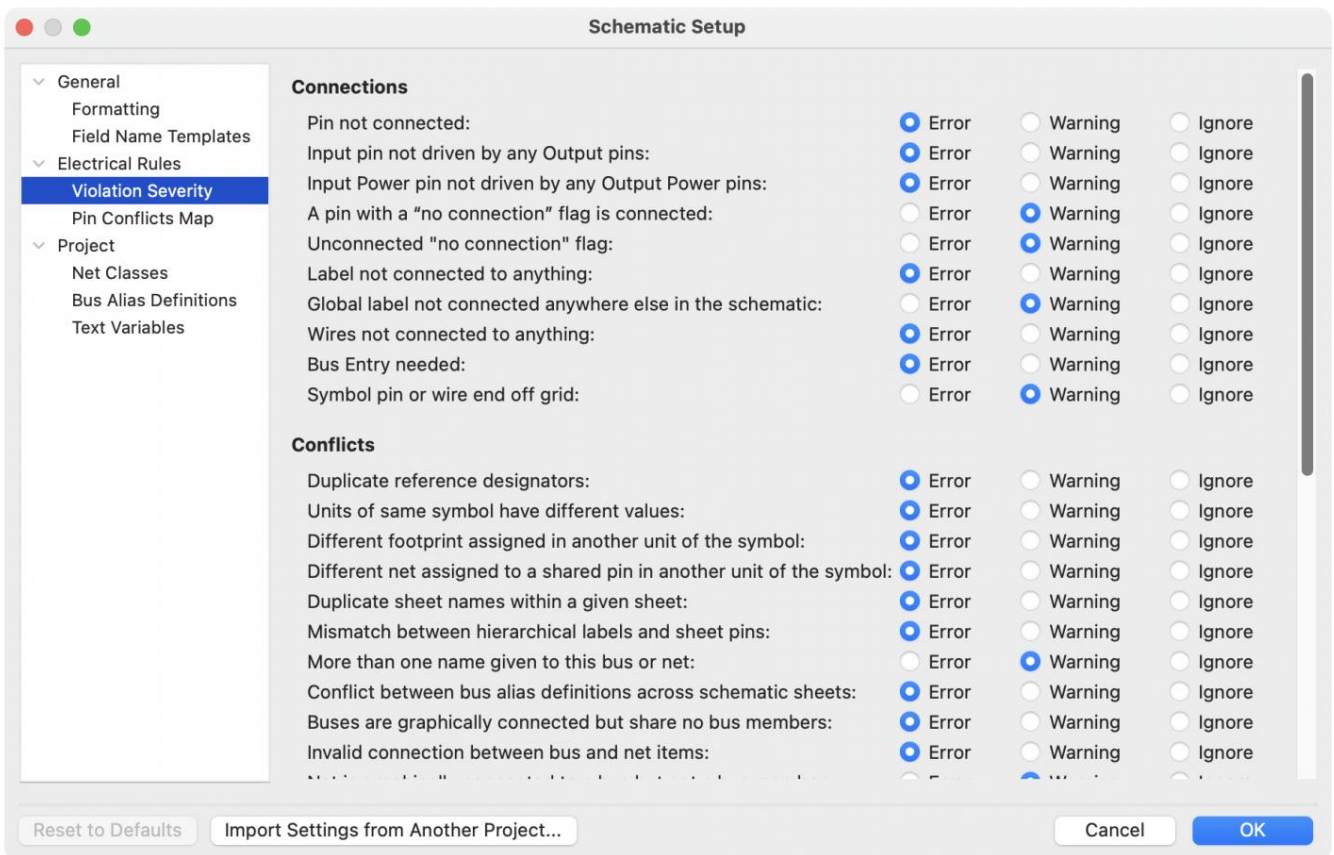 Schematic Setup
General
Formatting
Field Name Templates
Electrical Rules
Violation Severity
Pin Conflicts Map
Project
Net Classes
Bus Alias Definitions
Text Variables
Connections
Pin not connected: Error Warning Ignore
Input pin not driven by any Output pins: Error Warning Ignore
Input Power pin not driven by any Output Power pins: Error Warning Ignore
A pin with a “no connection” flag is connected: Error Warning Ignore
Unconnected "no connection" flag: Error Warning Ignore
Label not connected to anything: Error Warning Ignore
Global label not connected anywhere else in the schematic: Error Warning Ignore
Wires not connected to anything: Error Warning Ignore
Bus Entry needed: Error Warning Ignore
Symbol pin or wire end off grid: Error Warning Ignore
Conflicts
Duplicate reference designators: Error Warning Ignore
Units of same symbol have different values: Error Warning Ignore
Different footprint assigned in another unit of the symbol: Error Warning Ignore
Different net assigned to a shared pin in another unit of the symbol: Error Warning Ignore
Duplicate sheet names within a given sheet: Error Warning Ignore
Mismatch between hierarchical labels and sheet pins: Error Warning Ignore
More than one name given to this bus or net: Error Warning Ignore
Conflict between bus alias definitions across schematic sheets: Error Warning Ignore
Buses are graphically connected but share no bus members: Error Warning Ignore
Invalid connection between bus and net items: Error Warning Ignore
Reset to Defaults
Import Settings from Another Project...
Cancel
OK